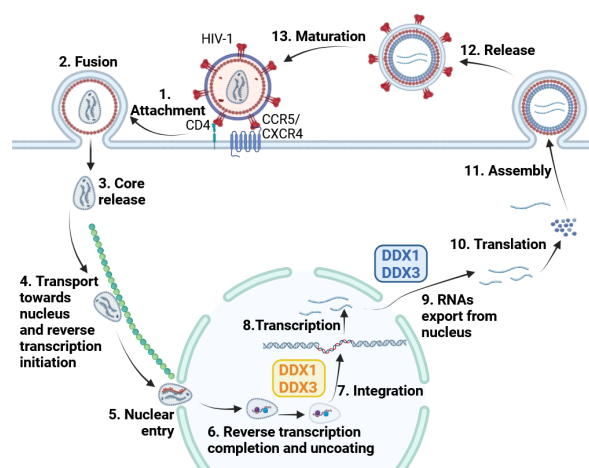 HIV-1
13. Maturation
12. Release
2. Fusion
1.
Attachment
CD4
CCR5/
CXCR4
3. Core
release
11. Assembly
4. Transport
towards
nucleus
and reverse
transcription
initiation
10. Translation
DDX1
DDX3
9. RNAs
export from
nucleus
8.Transcription
DDX1
DDX3
7. Integration
5. Nuclear
entry
6. Reverse transcription
completion and uncoating